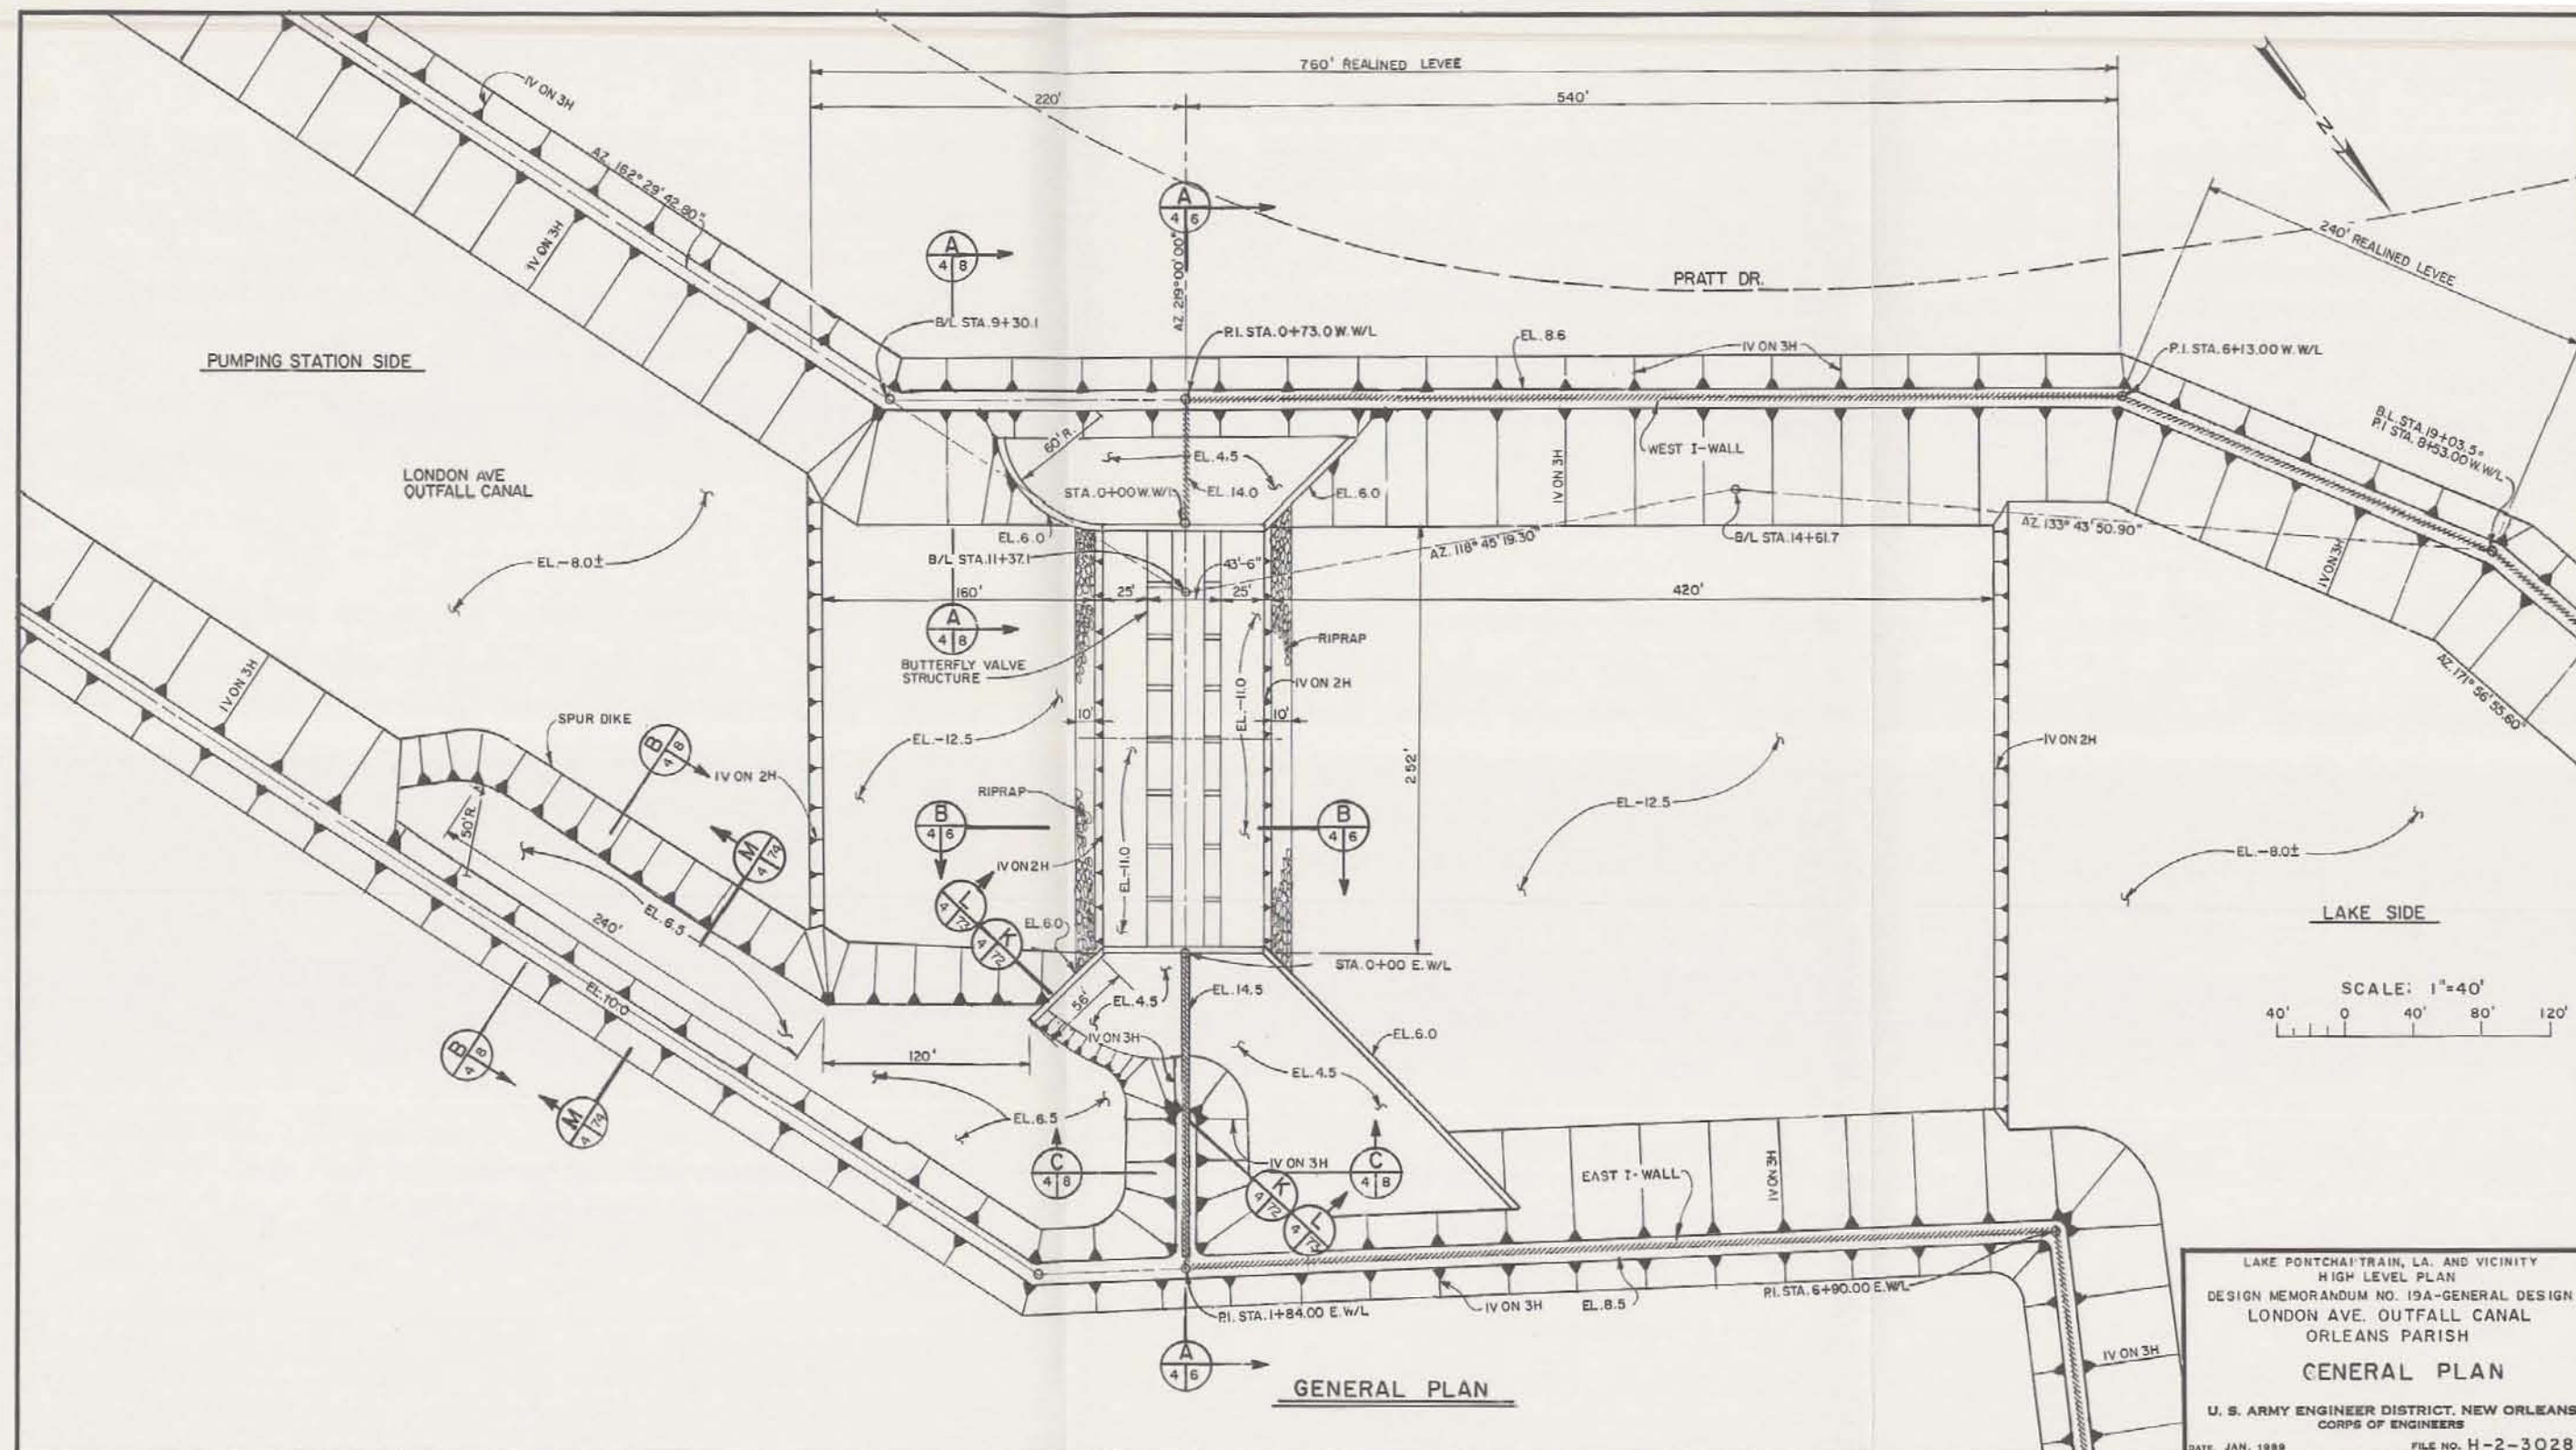 760' REALINED LEVEE
220'
540'
IV ON 3H
AZ. 162° 29' 42.80"
IV ON 3H
N
240' REALINED LEVEE
A
4 6
A
4 8
AZ. 219° 00' 00"
PRATT DR.
B/L STA. 9+30.1
P.I. STA. 0+73.0 W. W/L
EL. 8.6
IV ON 3H
P.I. STA. 6+13.00 W. W/L
PUMPING STATION SIDE
B.L. STA. 19+03.5=
P.I STA. 8+53.00 W.W/L
60' R.
EL. 4.5
WEST I-WALL
IV ON 3H
LONDON AVE
OUTFALL CANAL
STA. 0+00 W.W/L
EL. 14.0
EL. 6.0
EL. 6.0
B/L STA. 11+37.1
43'-6"
AZ. 118° 45' 19.30"
B/L STA. 14+61.7
AZ. 133° 43' 50.90"
IV ON 3H
EL. -8.0±
160'
25'
25'
420'
A
4 8
RIPRAP
BUTTERFLY VALVE
STRUCTURE
IV ON 2H
AZ. 171° 56' 55.60"
IV ON 3H
SPUR DIKE
10'
EL. -11.0
10'
B
4 8
EL. -12.5
252'
IV ON 2H
IV ON 2H
RIPRAP
EL. -12.5
50' R.
B
4 6
B
4 6
M
4 74
IV ON 2H
EL. -11.0
EL. -8.0±
L
4 73
EL. 6.5
240'
EL. 6.0
K
4 72
LAKE SIDE
STA. 0+00 E. W/L
EL. 10.0
56'
EL. 4.5
EL. 14.5
SCALE: 1"=40'
40' 0 40' 80' 120'
IV ON 3H
EL. 6.0
B
4 8
120'
EL. 4.5
M
4 74
EL. 6.5
C
4 8
IV ON 3H
C
4 8
EAST I-WALL
IV ON 3H
K
4 72
L
4 73
P.I. STA. 1+84.00 E. W/L
IV ON 3H
EL. 8.5
P.I. STA. 6+90.00 E. W/L
A
4 6
GENERAL PLAN
IV ON 3H
LAKE PONTCHARTRAIN, LA. AND VICINITY
HIGH LEVEL PLAN
DESIGN MEMORANDUM NO. 19A-GENERAL DESIGN
LONDON AVE. OUTFALL CANAL
ORLEANS PARISH
GENERAL PLAN
U. S. ARMY ENGINEER DISTRICT, NEW ORLEANS
CORPS OF ENGINEERS
DATE, JAN. 1989 FILE NO. H-2-3028